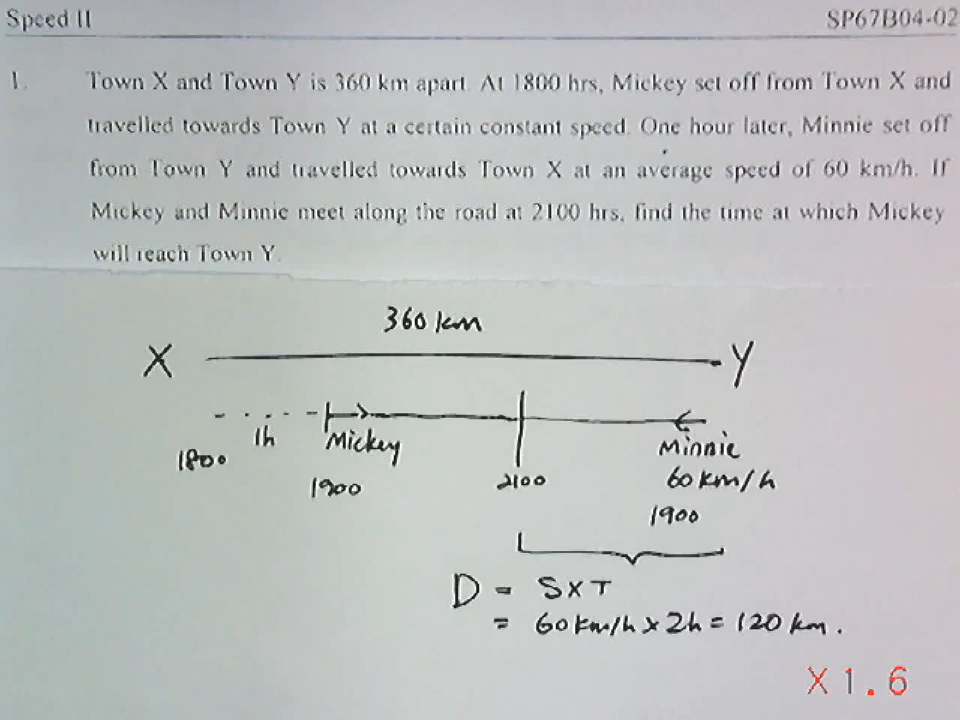 Speed II SP67B04-02
1. Town X and Town Y is 360 km apart. At 1800 hrs, Mickey set off from Town X and
travelled towards Town Y at a certain constant speed. One hour later, Minnie set off
from Town Y and travelled towards Town X at an average speed of 60 km/h. If
Mickey and Minnie meet along the road at 2100 hrs, find the time at which Mickey
will reach Town Y.
360 km
X Y
1h Mickey Minnie
1800 1900 2100 60 km/h
1900
D = S x T
= 60 km/h x 2h = 120 km.
X1.6